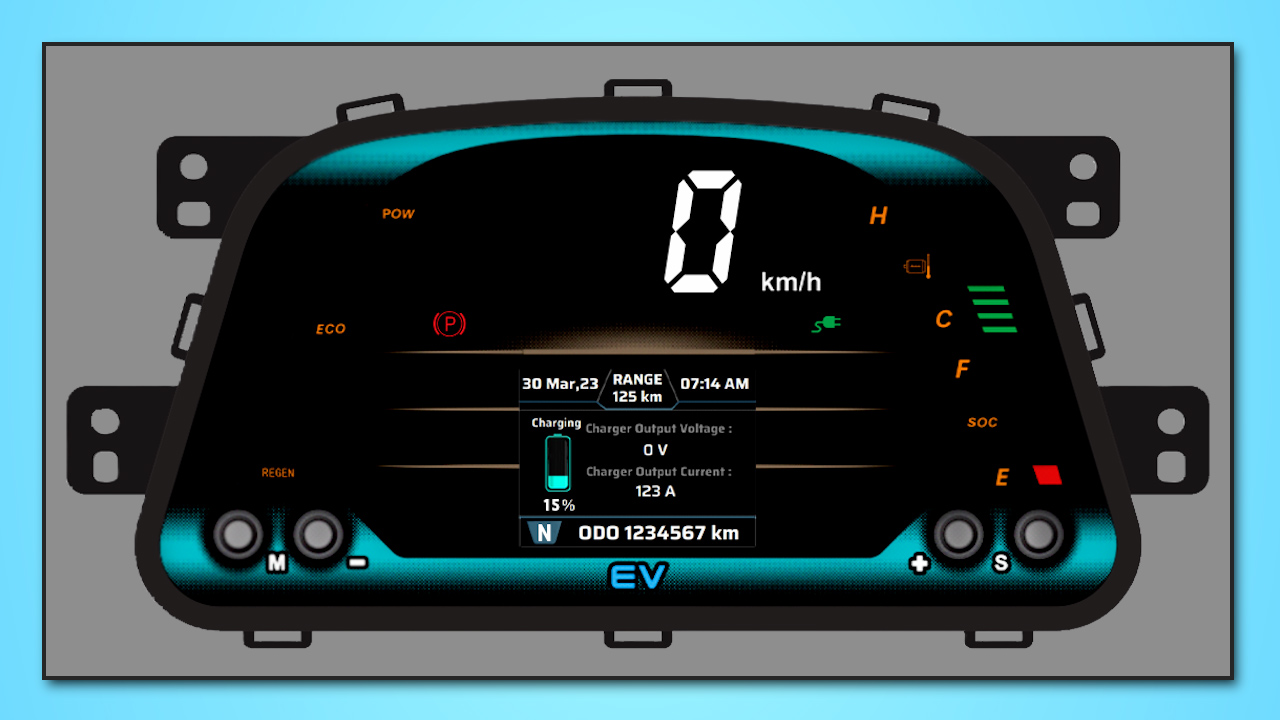 0
km/h
POW
H
ECO
P
C
F
30 Mar,23
RANGE
125 km
07:14 AM
Charging
Charger Output Voltage :
0 V
Charger Output Current :
123 A
15%
SOC
REGEN
E
N
ODO 1234567 km
M
-
+
S
EV